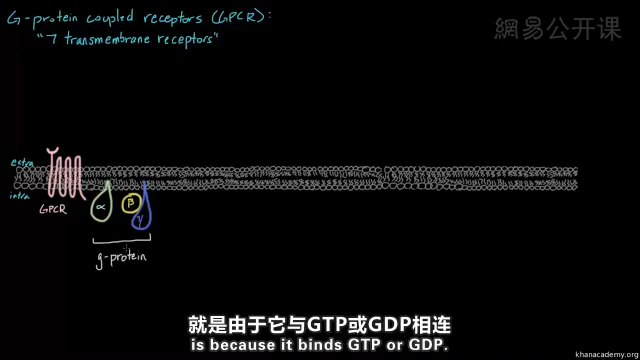 G-protein coupled receptors (GPCR):
"7 transmembrane receptors"
網易公开课
extra
intra
GPCR
α
β
γ
g-protein
就是由于它与GTP或GDP相连
is because it binds GTP or GDP.
khanacademy.org